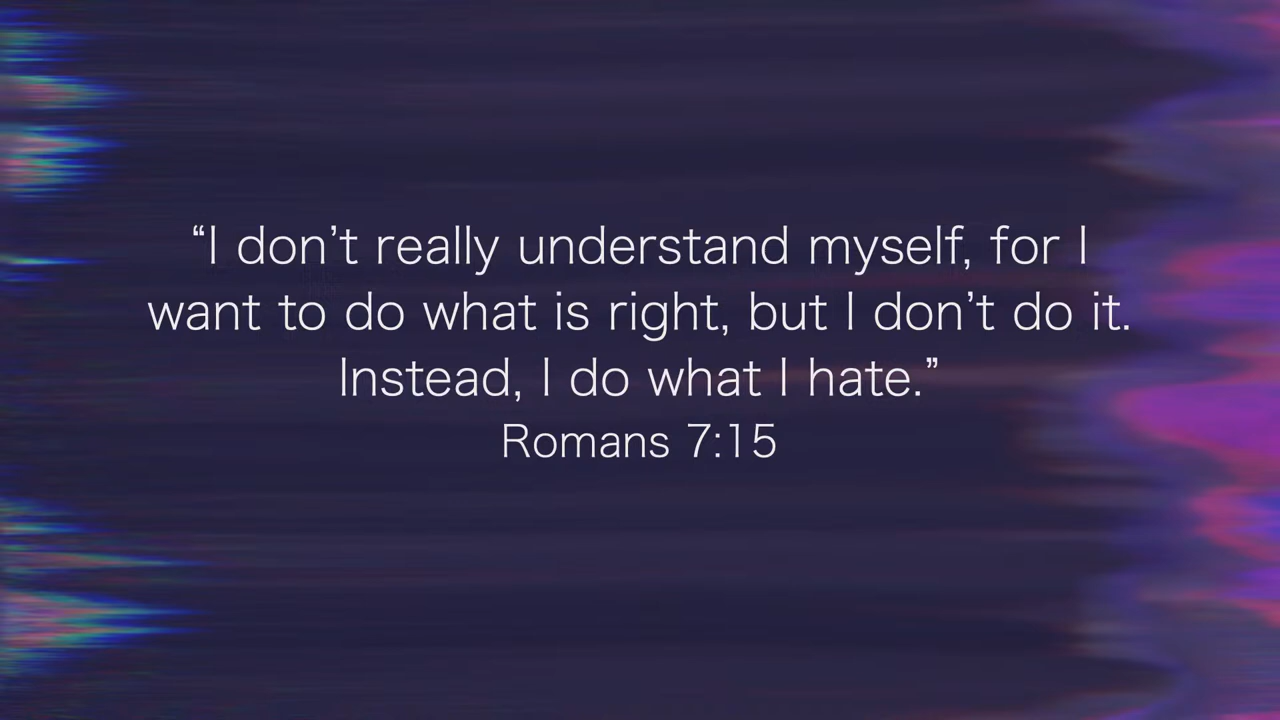 “I don’t really understand myself, for I
want to do what is right, but I don’t do it.
Instead, I do what I hate.”
Romans 7:15